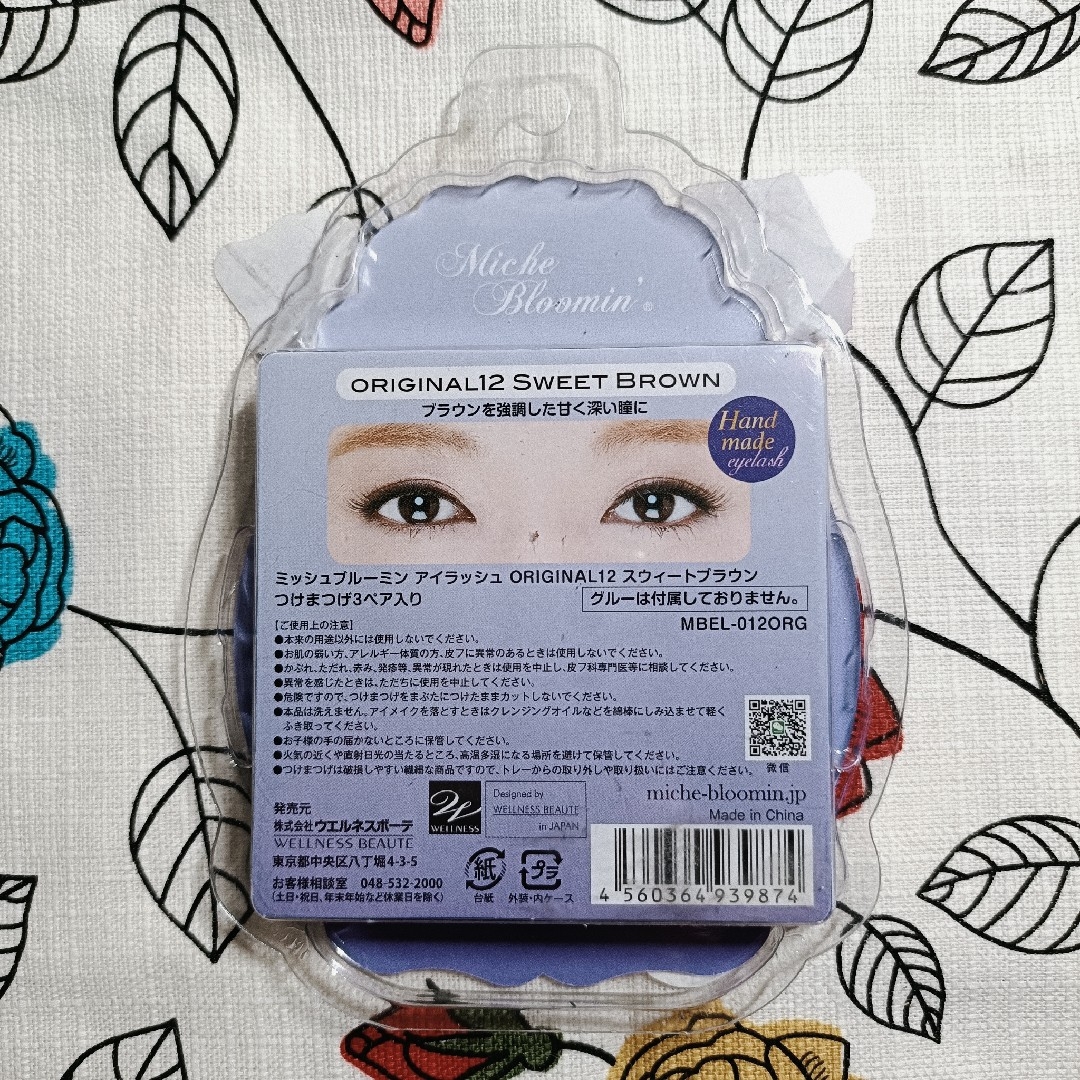 Miche
Bloomin'®
ORIGINAL12 SWEET BROWN
ブラウンを強調した甘く深い瞳に
Hand
made
eyelash
ミッシュブルーミン アイラッシュ ORIGINAL12 スウィートブラウン
つけまつげ3ペア入り
グルーは付属しておりません。
MBEL-012ORG
【ご使用上の注意】
●本来の用途以外には使用しないでください。
●お肌の弱い方、アレルギー体質の方、皮フに異常のあるときは使用しないでください。
●かぶれ、ただれ、赤み、発疹等、異常が現れたときは使用を中止し、皮フ科専門医等に相談してください。
●異常を感じたときは、ただちに使用を中止してください。
●危険ですので、つけまつげをまぶたにつけたままカットしないでください。
●本品は洗えません。アイメイクを落とすときはクレンジングオイルなどを綿棒にしみ込ませて軽く
ふき取ってください。
●お子様の手の届かないところに保管してください。
●火気の近くや直射日光の当たるところ、高温多湿になる場所を避けて保管してください。
●つけまつげは破損しやすい繊細な商品ですので、トレーからの取り外しや取り扱いにはご注意ください。
微信
発売元
株式会社ウエルネスボーテ
WELLNESS BEAUTE
東京都中央区八丁堀4-3-5
お客様相談室 048-532-2000
(土日・祝日、年末年始など休業日を除く)
WELLNESS
Designed by
WELLNESS BEAUTE
in JAPAN
miche-bloomin.jp
Made in China
紙
台紙
プラ
外装・内ケース
4 560364 939874